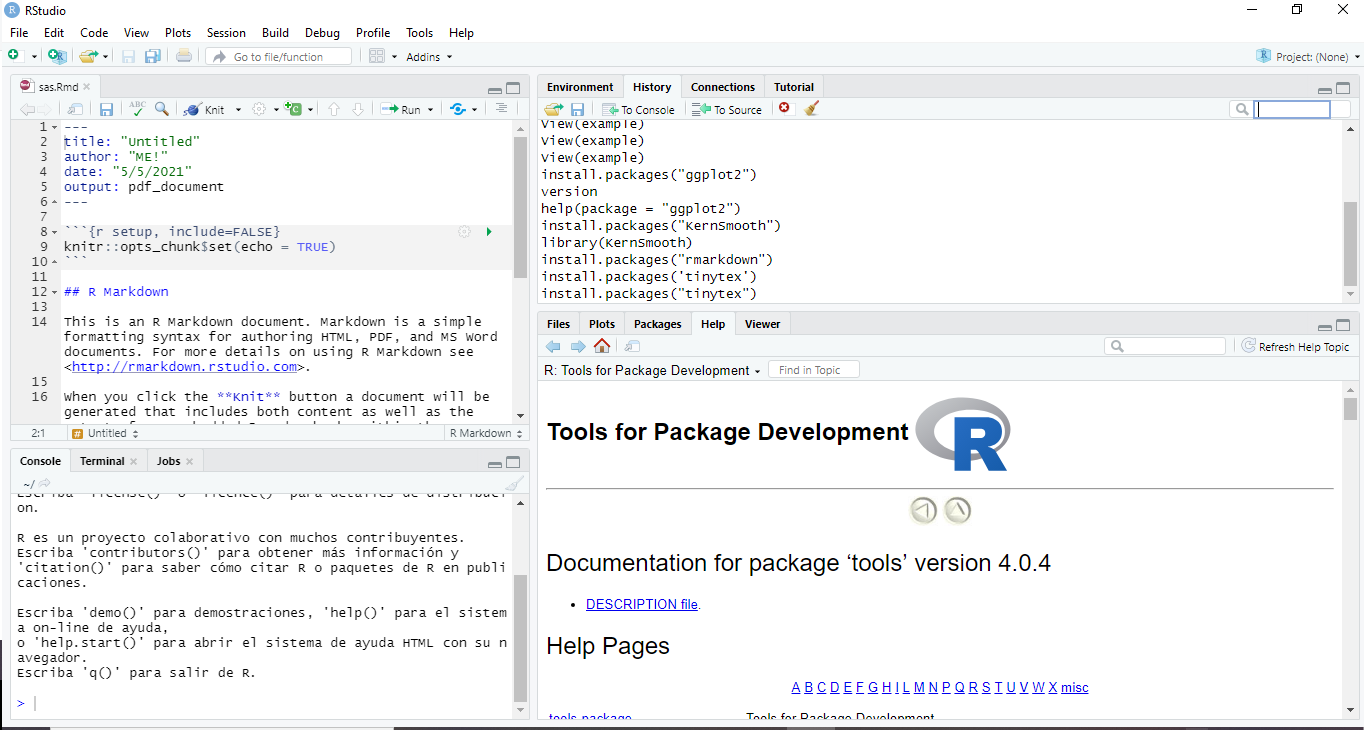 RStudio
File Edit Code View Plots Session Build Debug Profile Tools Help
Go to file/function Addins Project: (None)
sas.Rmd
ABC Knit Run
1 ---
2 title: "Untitled"
3 author: "ME!"
4 date: "5/5/2021"
5 output: pdf_document
6 ---
7
8 ```{r setup, include=FALSE}
9 knitr::opts_chunk$set(echo = TRUE)
10 ```
11
12 ## R Markdown
13
14 This is an R Markdown document. Markdown is a simple
formatting syntax for authoring HTML, PDF, and MS Word
documents. For more details on using R Markdown see
<http://rmarkdown.rstudio.com>.
15
16 When you click the **Knit** button a document will be
generated that includes both content as well as the
2:1 # Untitled R Markdown
Console Terminal Jobs
~/
on.
R es un proyecto colaborativo con muchos contribuyentes.
Escriba 'contributors()' para obtener más información y
'citation()' para saber cómo citar R o paquetes de R en publi
caciones.
Escriba 'demo()' para demostraciones, 'help()' para el sistem
a on-line de ayuda,
o 'help.start()' para abrir el sistema de ayuda HTML con su n
avegador.
Escriba 'q()' para salir de R.
>
Environment History Connections Tutorial
To Console To Source
View(example)
View(example)
View(example)
install.packages("ggplot2")
version
help(package = "ggplot2")
install.packages("KernSmooth")
library(KernSmooth)
install.packages("rmarkdown")
install.packages('tinytex')
install.packages("tinytex")
Files Plots Packages Help Viewer
Refresh Help Topic
R: Tools for Package Development Find in Topic
Tools for Package Development R
Documentation for package ‘tools’ version 4.0.4
• DESCRIPTION file.
Help Pages
A B C D E F G H I L M N P Q R S T U V W X misc
tools-package Tools for Package Development